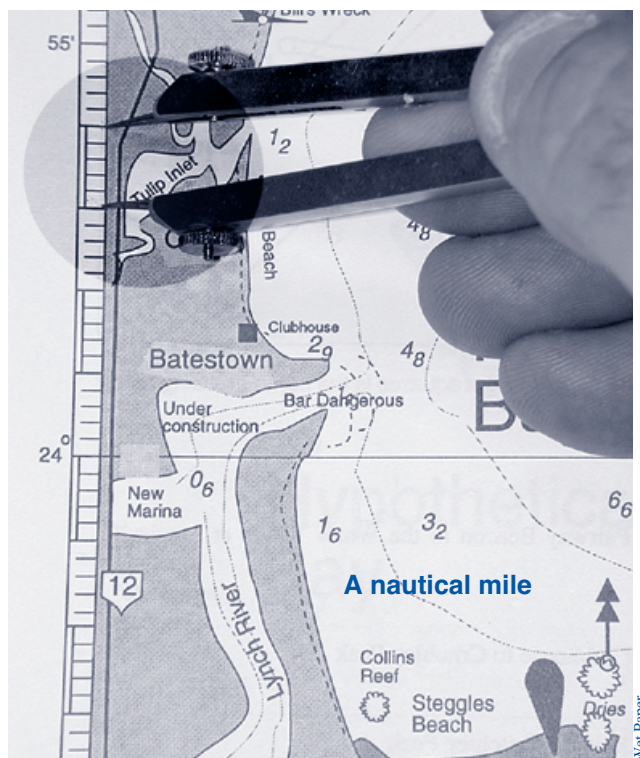 Bill's Wreck
55'
1₂
Tulip Inlet
Beach
4₈
Clubhouse
2₉
4₈
Batestown
Bar Dangerous
Under
construction
24°
0₆
6₆
New
Marina
1₆
3₂
A nautical mile
12
Lynch River
Collins
Reef
Steggles
Beach
Dries